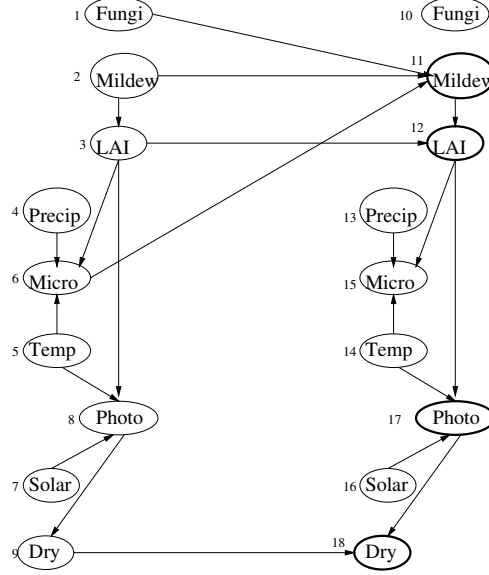 1 Fungi 10 Fungi
2 Mildew 11 Mildew
3 LAI 12 LAI
4 Precip 13 Precip
6 Micro 15 Micro
5 Temp 14 Temp
8 Photo 17 Photo
7 Solar 16 Solar
9 Dry 18 Dry